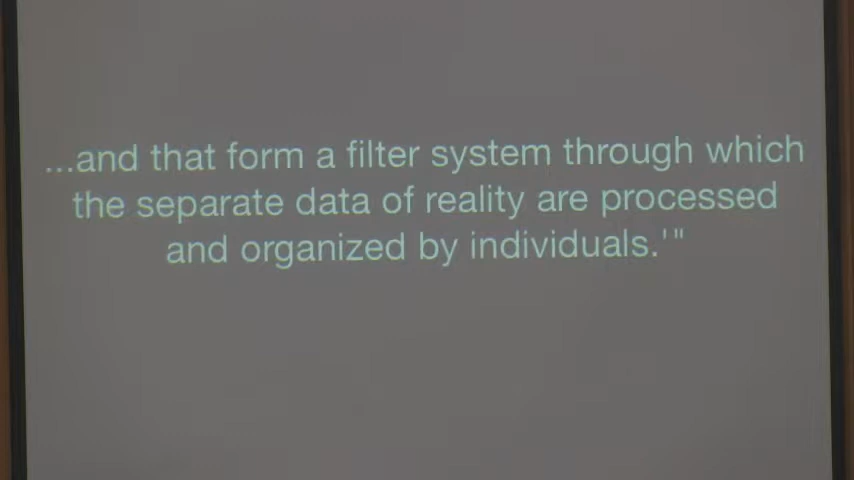 ...and that form a filter system through which
the separate data of reality are processed
and organized by individuals.'"